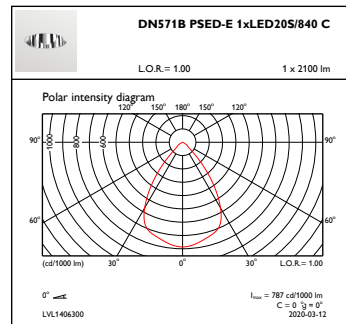 DN571B PSED-E 1xLED20S/840 C
L.O.R.= 1.00 1 x 2100 lm
Polar intensity diagram
120° 150° 180° 150° 120°
90° 1000 800 600 90°
60° 60°
(cd/1000 lm) 30° 0° 30° L.O.R.= 1.00
0° Imax = 787 cd/1000 lm
C = 0 °g = 0°
LVL1406300 2020-03-12